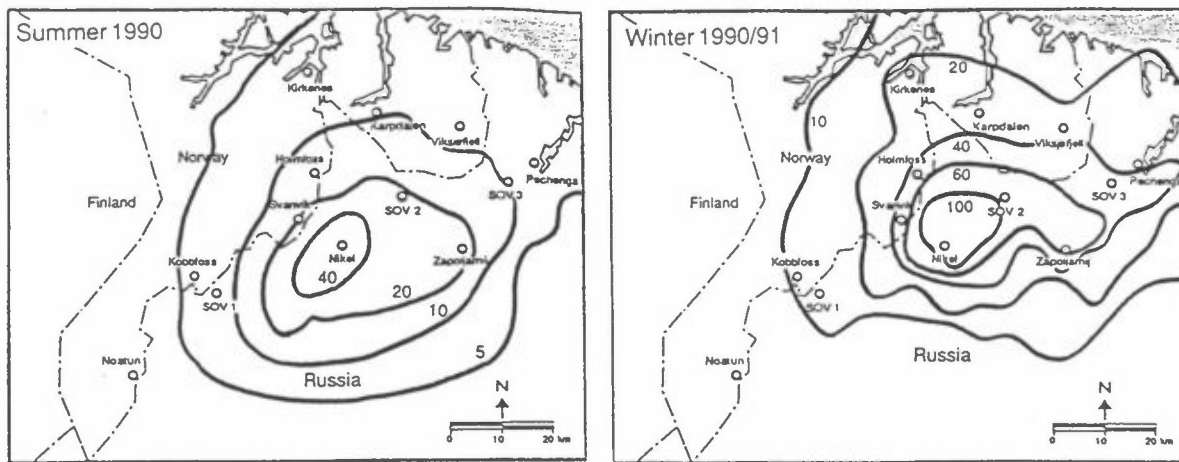 Summer 1990
Kirkenes
Karpdalen
Viksjøfjell
Norway
Holmfoss
Pechenga
Finland
SOV 3
Svanvik
SOV 2
Nikel
Zapoljarnij
Kobbfoss
40
SOV 1
20
10
Noatun
5
Russia
N
0 10 20 km
Winter 1990/91
20
Kirkenes
10
Karpdalen
Viksjøfjell
40
Norway
Holmfoss
60
Pechenga
SOV 3
Finland
100
SOV 2
Svanvik
Nikel
Zapoljarnij
Kobbfoss
SOV 1
Noatun
Russia
N
0 10 20 km